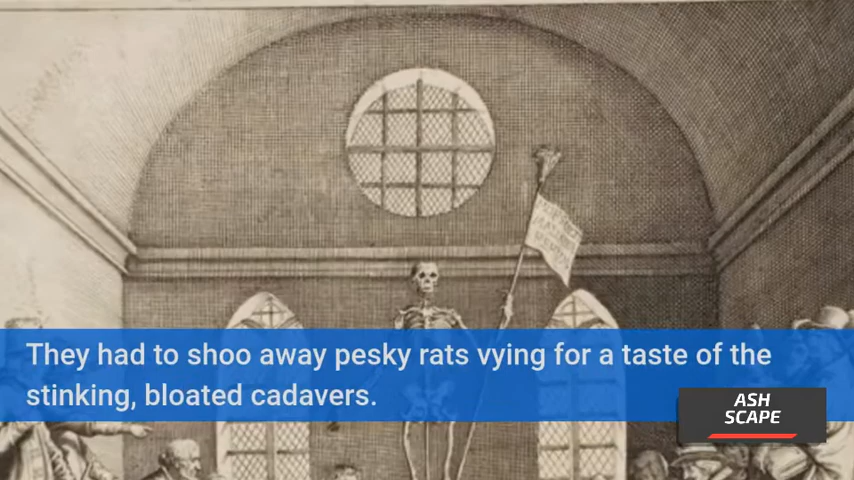 They had to shoo away pesky rats vying for a taste of the
stinking, bloated cadavers.
ASH
SCAPE